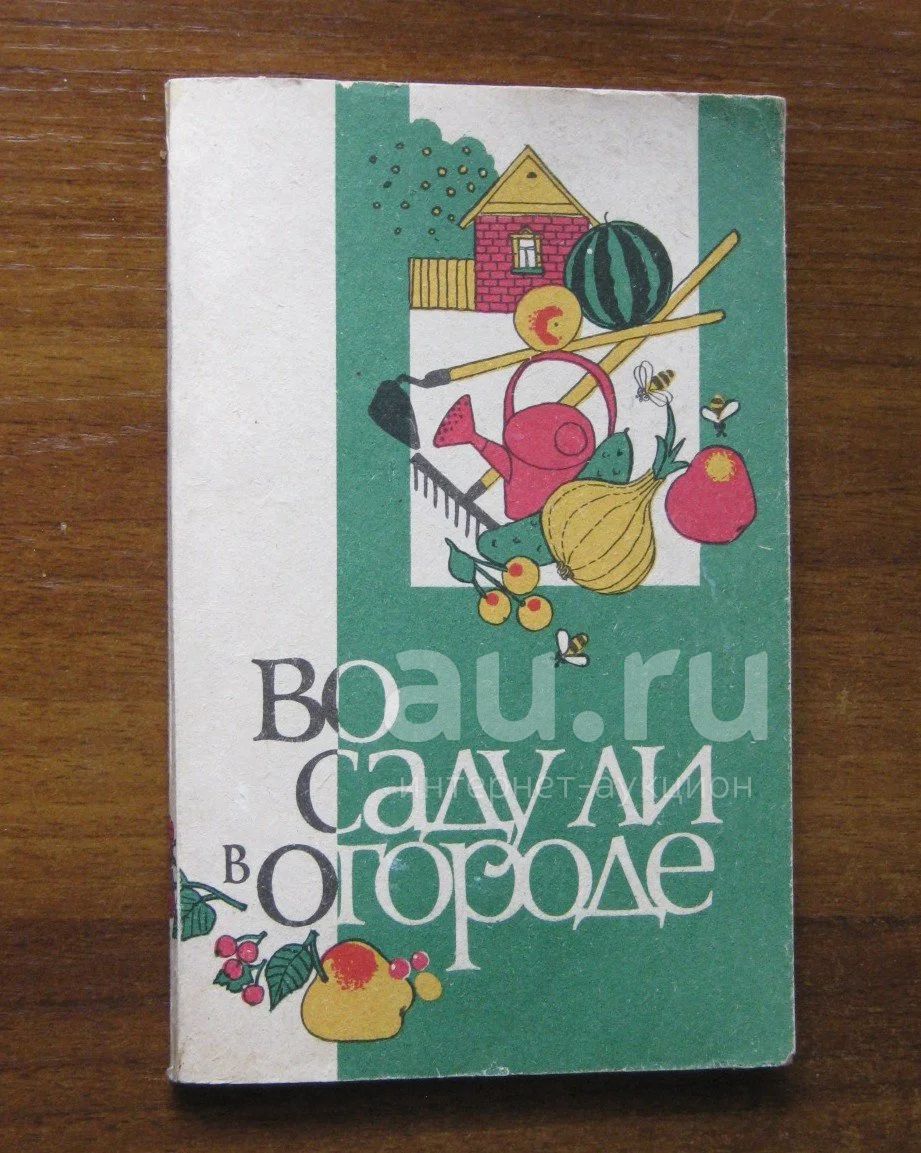 Во
саду ли
в огороде
au.ru
интернет-аукцион